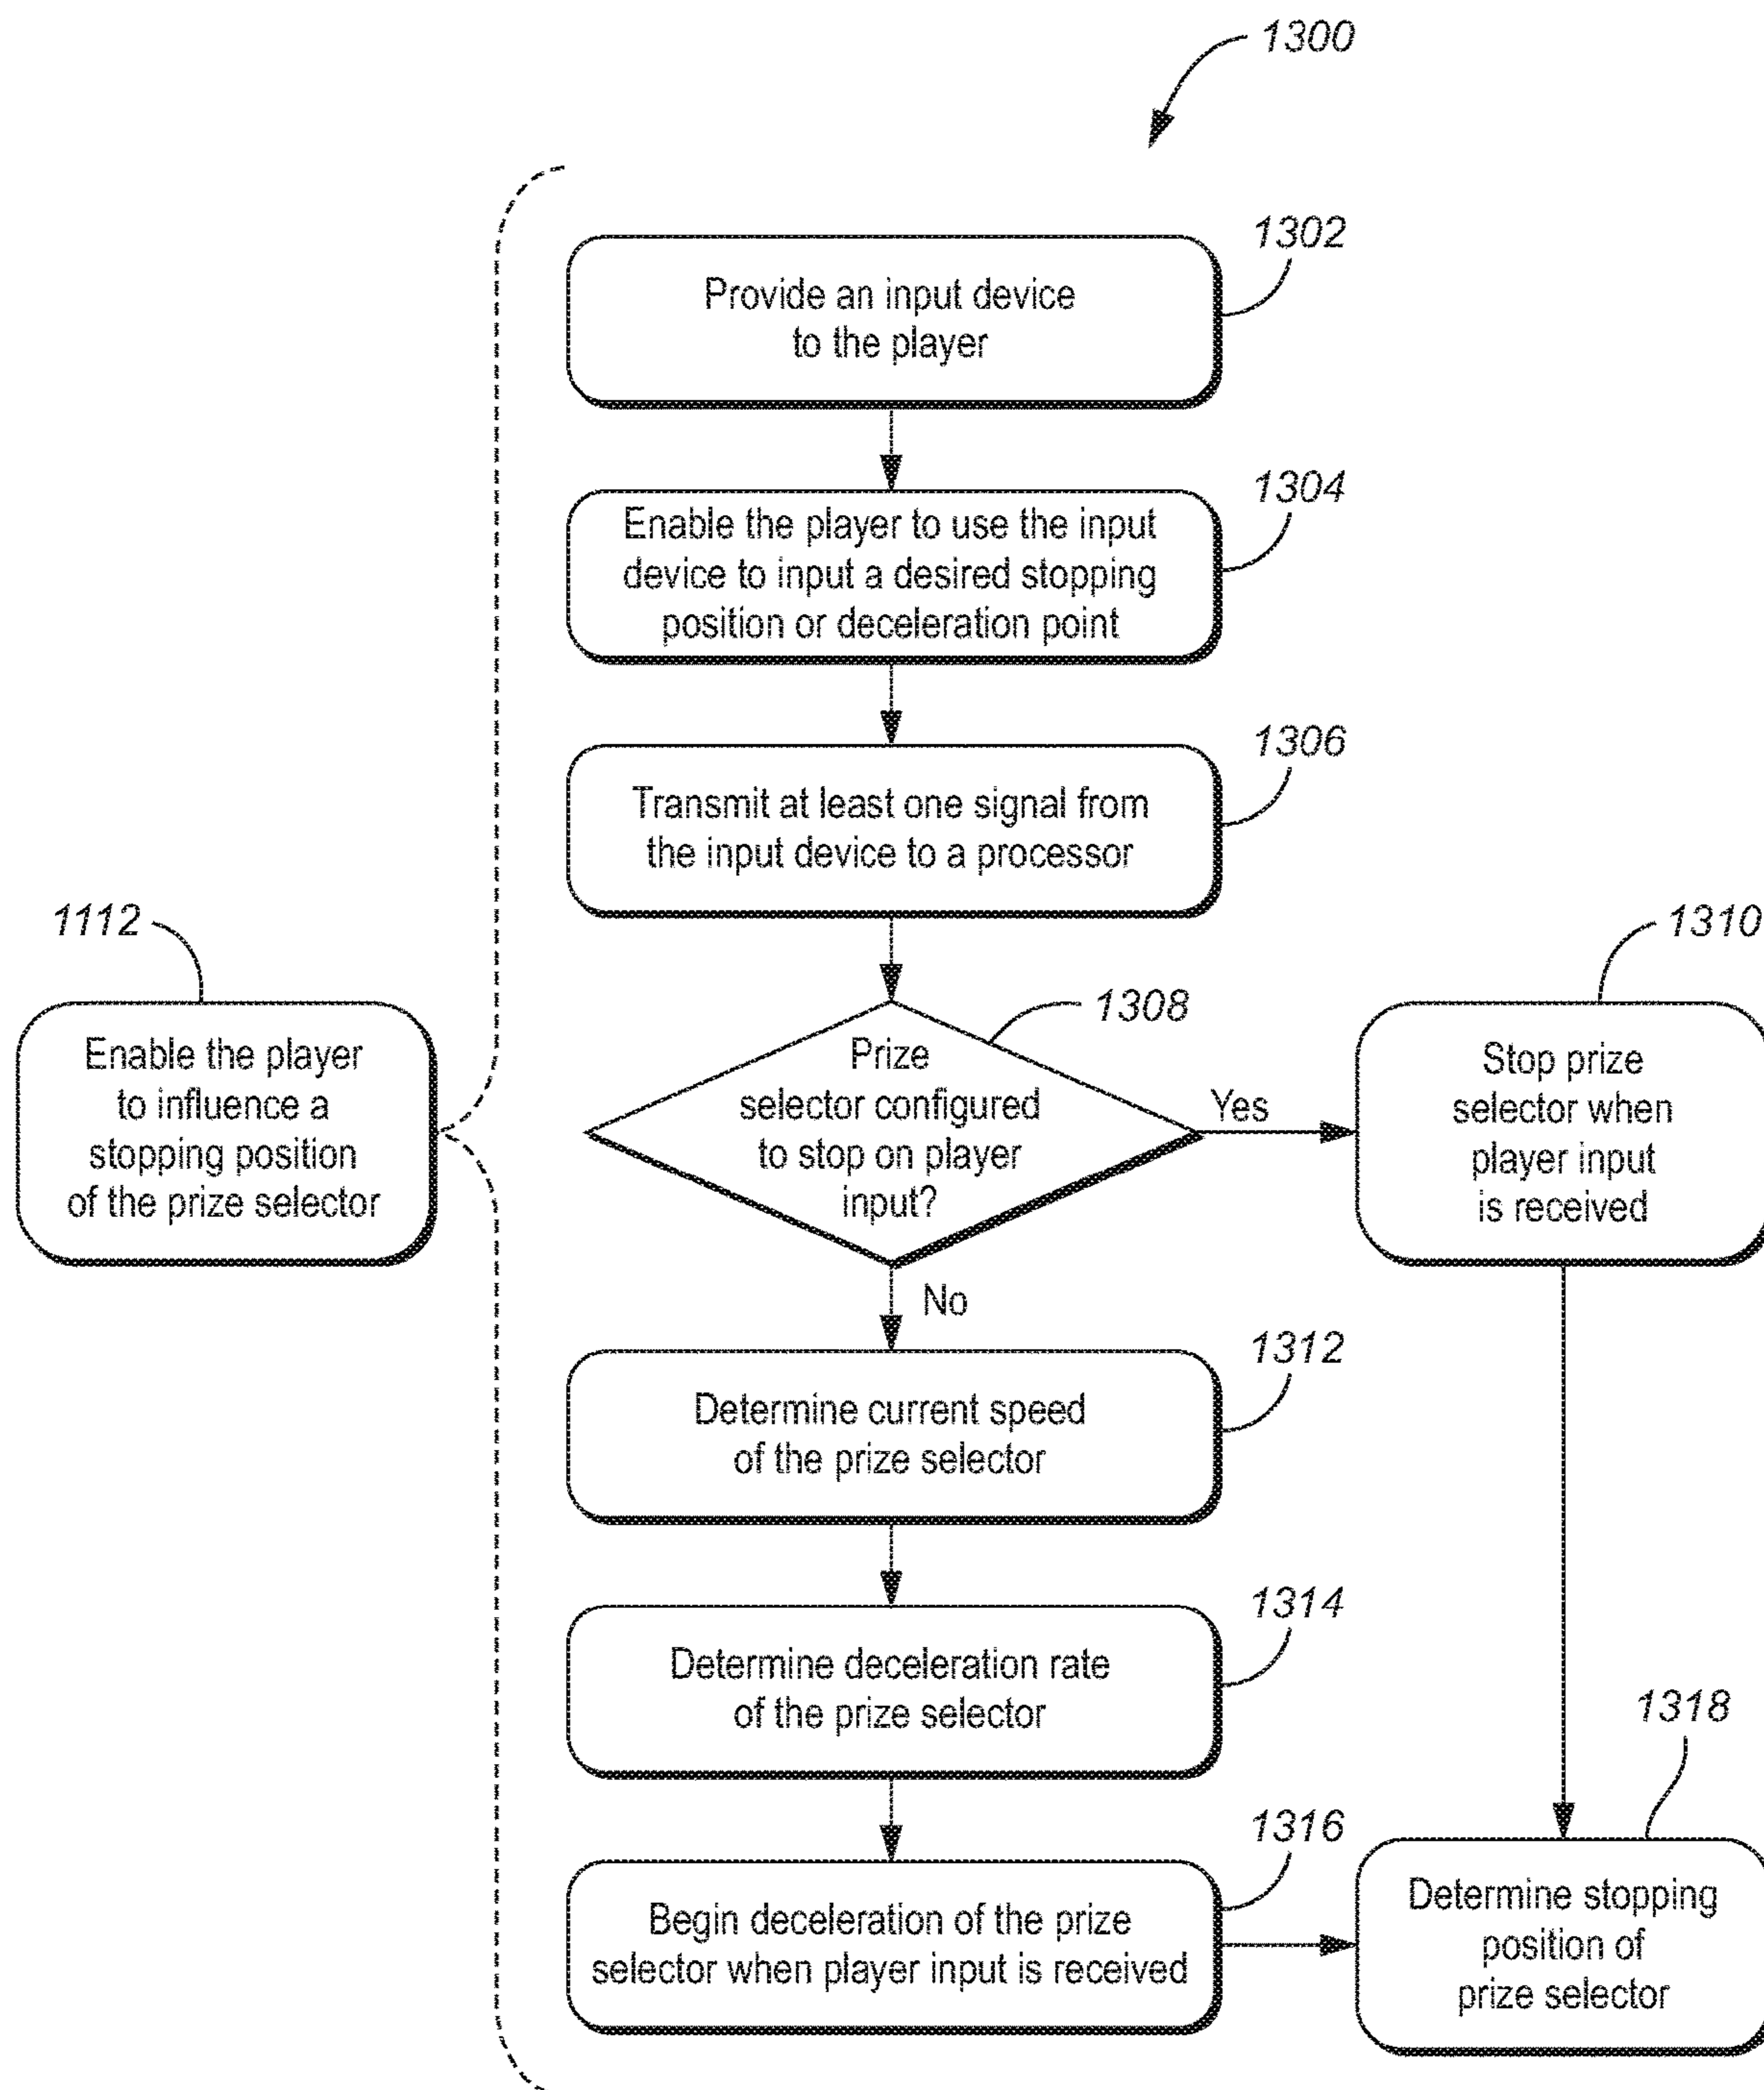 1300
1302
Provide an input device
to the player
1304
Enable the player to use the input
device to input a desired stopping
position or deceleration point
1306
Transmit at least one signal from
the input device to a processor
1112
Enable the player
to influence a
stopping position
of the prize selector
1308
Prize
selector configured
to stop on player
input?
Yes
No
1310
Stop prize
selector when
player input
is received
1312
Determine current speed
of the prize selector
1314
Determine deceleration rate
of the prize selector
1316
Begin deceleration of the prize
selector when player input is received
1318
Determine stopping
position of
prize selector